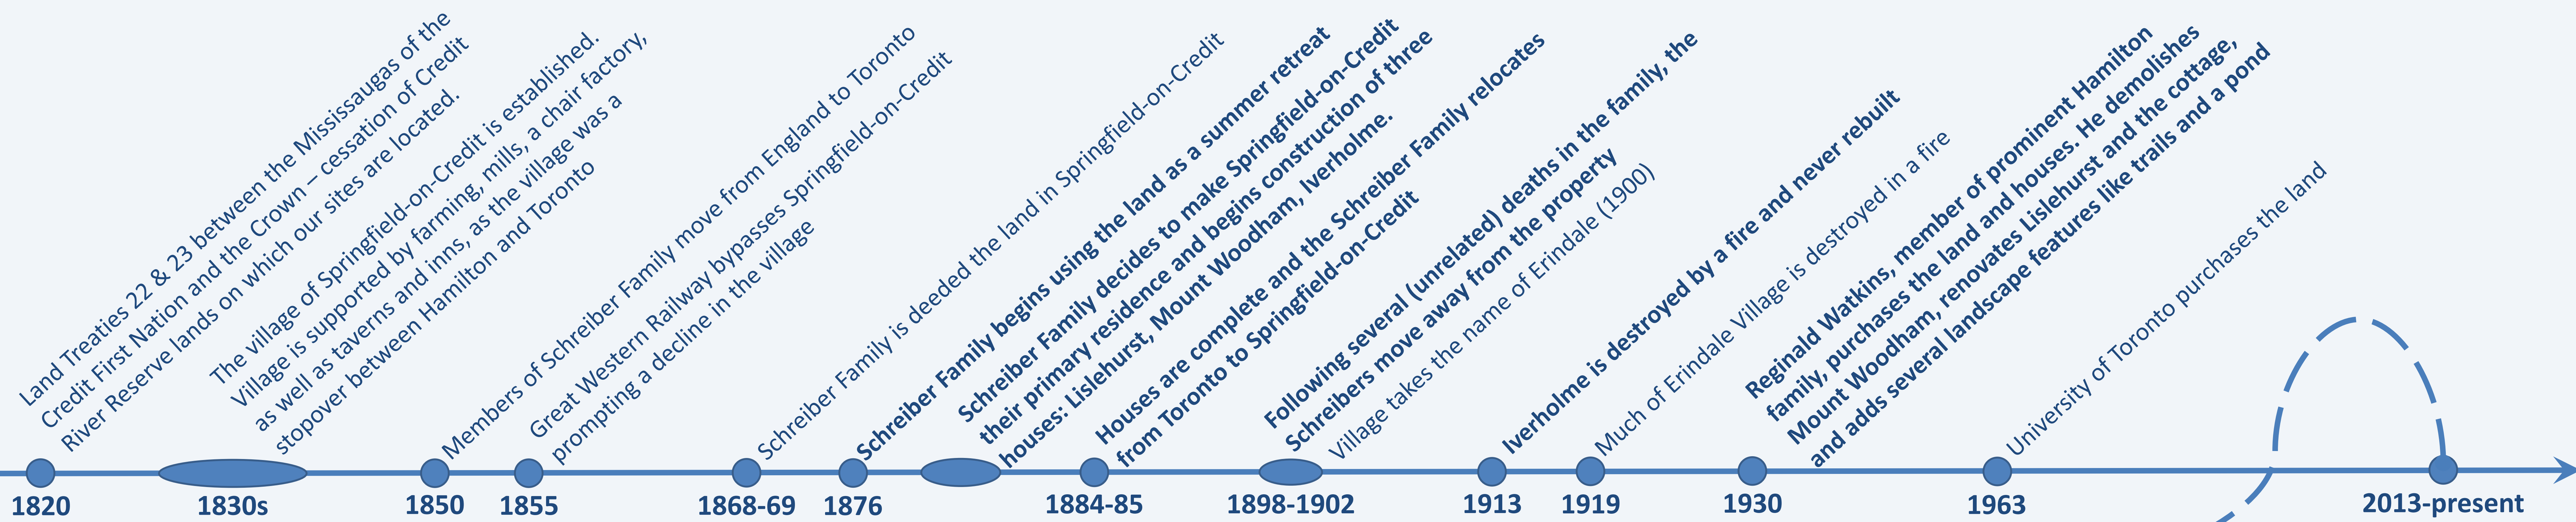 Land Treaties 22 & 23 between the Mississaugas of the
Credit First Nation and the Crown – cessation of Credit
River Reserve lands on which our sites are located.
The village of Springfield-on-Credit is established.
Village is supported by farming, mills, a chair factory,
as well as taverns and inns, as the village was a
stopover between Hamilton and Toronto
Members of Schreiber Family move from England to Toronto
Great Western Railway bypasses Springfield-on-Credit
prompting a decline in the village
Schreiber Family is deeded the land in Springfield-on-Credit
Schreiber Family begins using the land as a summer retreat
Schreiber Family decides to make Springfield-on-Credit
their primary residence and begins construction of three
houses: Lislehurst, Mount Woodham, Iverholme.
Houses are complete and the Schreiber Family relocates
from Toronto to Springfield-on-Credit
Following several (unrelated) deaths in the family, the
Schreibers move away from the property
Village takes the name of Erindale (1900)
Iverholme is destroyed by a fire and never rebuilt
Much of Erindale Village is destroyed in a fire
Reginald Watkins, member of prominent Hamilton
family, purchases the land and houses. He demolishes
Mount Woodham, renovates Lislehurst and the cottage,
and adds several landscape features like trails and a pond
University of Toronto purchases the land
1820
1830s
1850
1855
1868-69
1876
1884-85
1898-1902
1913
1919
1930
1963
2013-present